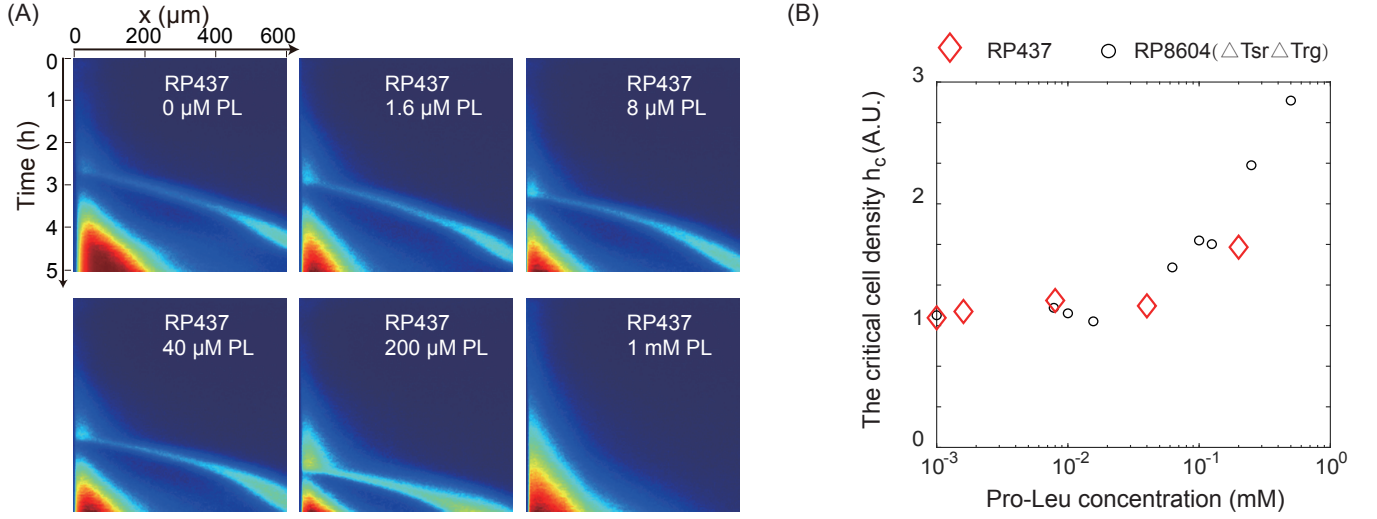 (A)
x (μm)
0 200 400 600
Time (h)
0
1
2
3
4
5
RP437
0 μM PL
RP437
1.6 μM PL
RP437
8 μM PL
RP437
40 μM PL
RP437
200 μM PL
RP437
1 mM PL
(B)
RP437
RP8604(△Tsr△Trg)
The critical cell density hc(A.U.)
3
2
1
0
10⁻³ 10⁻² 10⁻¹ 10⁰
Pro-Leu concentration (mM)